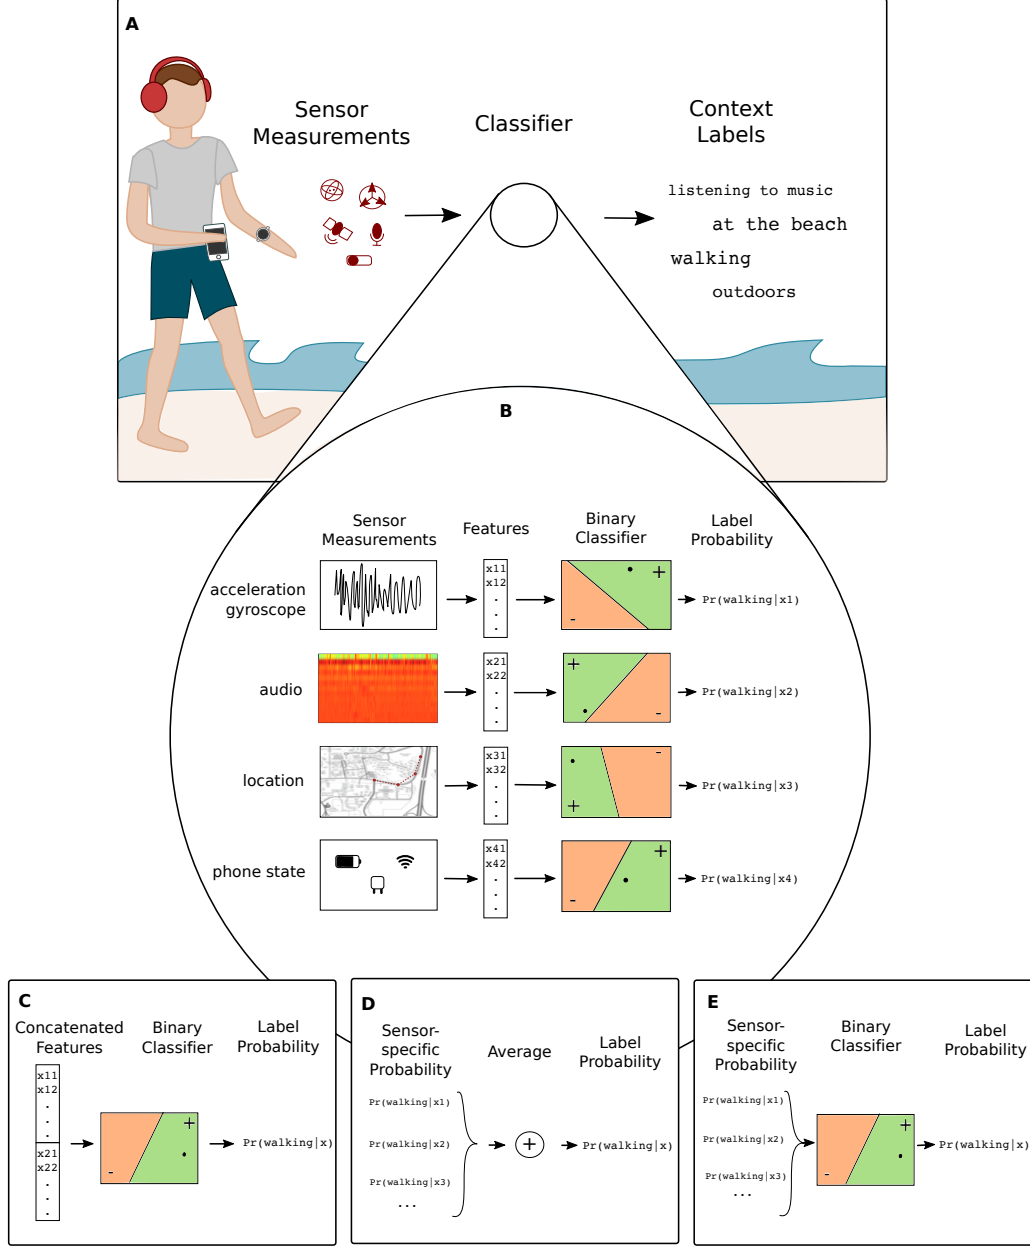 A
Sensor
Measurements
Classifier
Context
Labels
listening to music
at the beach
walking
outdoors
B
Sensor
Measurements
Features
Binary
Classifier
Label
Probability
acceleration
gyroscope
x11
x12
.
.
.
+
-
Pr(walking|x1)
audio
x21
x22
.
.
.
+
-
Pr(walking|x2)
location
x31
x32
.
.
.
-
+
Pr(walking|x3)
phone state
x41
x42
.
.
.
+
-
Pr(walking|x4)
C
Concatenated
Features
Binary
Classifier
Label
Probability
x11
x12
.
.
.
x21
x22
.
.
.
+
-
Pr(walking|x)
D
Sensor-
specific
Probability
Average
Label
Probability
Pr(walking|x1)
Pr(walking|x2)
Pr(walking|x3)
...
+
Pr(walking|x)
E
Sensor-
specific
Probability
Binary
Classifier
Label
Probability
Pr(walking|x1)
Pr(walking|x2)
Pr(walking|x3)
...
+
-
Pr(walking|x)